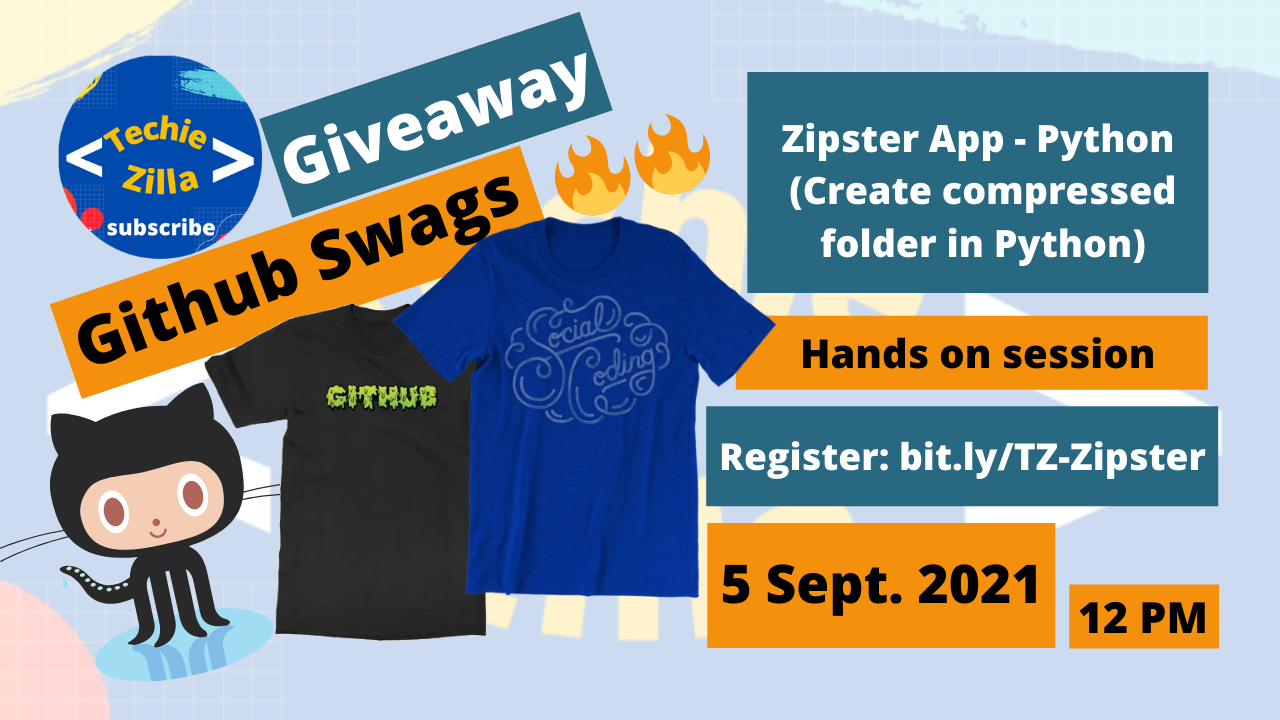 Techie
Zilla
subscribe
Giveaway
Github Swags
GITHUB
Social
Coding
Zipster App - Python
(Create compressed
folder in Python)
Hands on session
Register: bit.ly/TZ-Zipster
5 Sept. 2021
12 PM